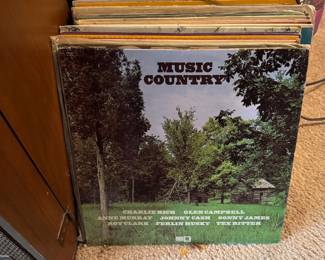 MUSIC
COUNTRY
CHARLIE RICH GLEN CAMPBELL
ANNE MURRAY JOHNNY CASH SONNY JAMES
ROY CLARK FERLIN HUSKY TEX RITTER